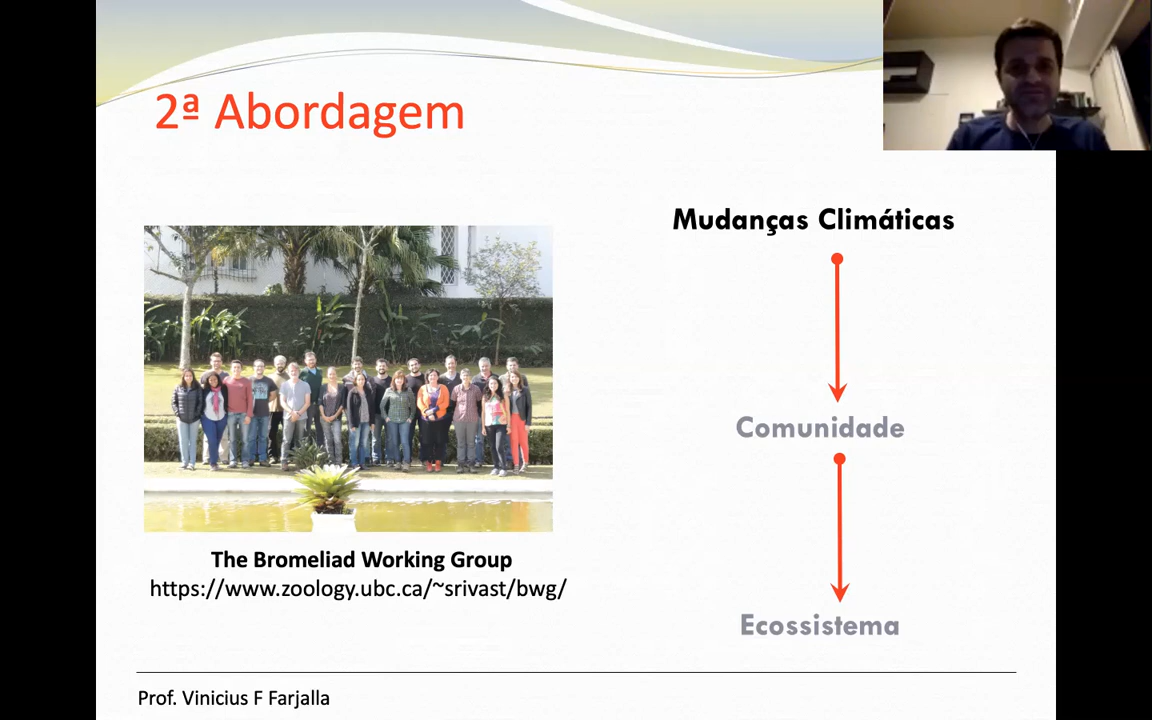 2ª Abordagem
Mudanças Climáticas
Comunidade
Ecossistema
The Bromeliad Working Group
https://www.zoology.ubc.ca/~srivast/bwg/
Prof. Vinicius F Farjalla